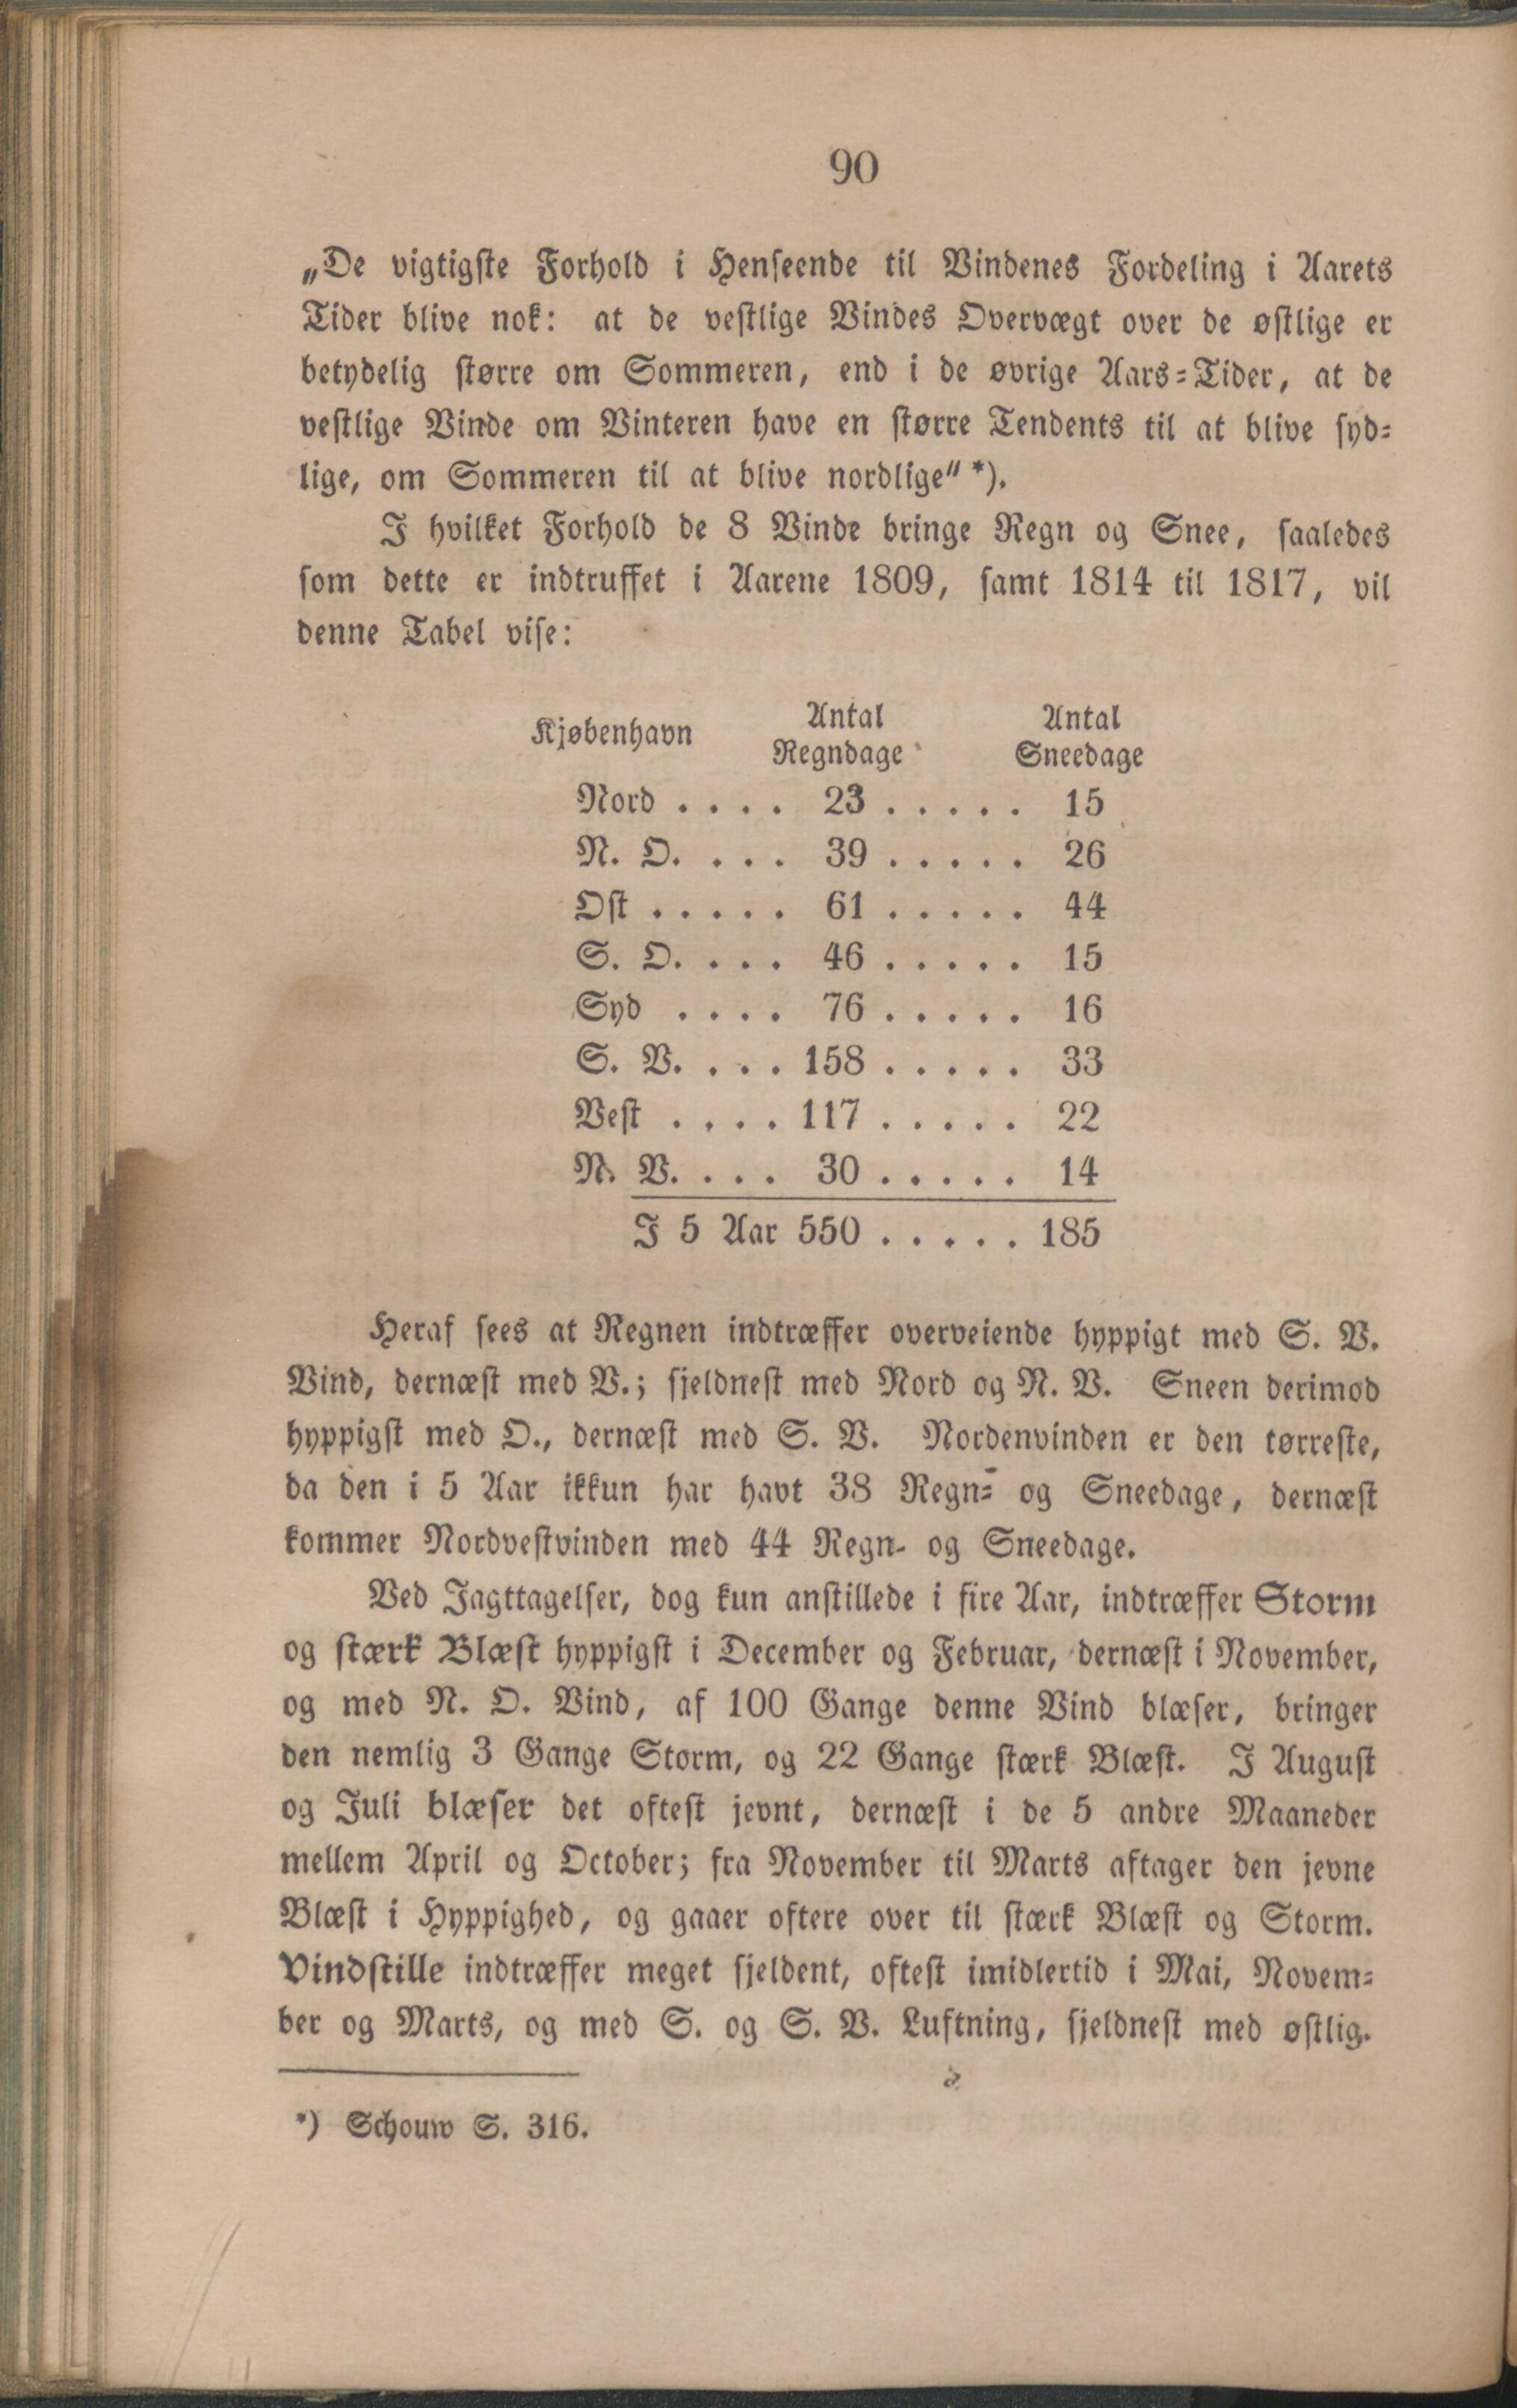 90
„De vigtigste Forhold i Henseende til Vindenes Fordeling i Aarets
Tider blive nok: at de vestlige Vindes Overvægt over de østlige er
betydelig større om Sommeren, end i de øvrige Aars-Tider, at de
vestlige Vinde om Vinteren have en større Tendents til at blive syd-
lige, om Sommeren til at blive nordlige" *).
I hvilket Forhold de 8 Vinde bringe Regn og Snee, saaledes
som dette er indtruffet i Aarene 1809, samt 1814 til 1817, vil
denne Tabel vise:
Kjøbenhavn Antal Regndage Antal Sneedage
Nord . . . . 23 . . . . . 15
N. O. . . . 39 . . . . . 26
Ost . . . . . 61 . . . . . 44
S. O. . . . 46 . . . . . 15
Syd . . . . 76 . . . . . 16
S. V. . . . 158 . . . . . 33
Vest . . . . 117 . . . . . 22
N. V. . . . 30 . . . . . 14
I 5 Aar 550 . . . . . 185
Heraf sees at Regnen indtræffer overveiende hyppigt med S. V.
Vind, dernæst med V.; sjeldnest med Nord og N. V. Sneen derimod
hyppigst med O., dernæst med S. V. Nordenvinden er den tørreste,
da den i 5 Aar ikkun har havt 38 Regn- og Sneedage, dernæst
kommer Nordvestvinden med 44 Regn- og Sneedage.
Ved Jagttagelser, dog kun anstillede i fire Aar, indtræffer Storm
og stærk Blæst hyppigst i December og Februar, dernæst i November,
og med N. O. Vind, af 100 Gange denne Vind blæser, bringer
den nemlig 3 Gange Storm, og 22 Gange stærk Blæst. I August
og Juli blæser det oftest jevnt, dernæst i de 5 andre Maaneder
mellem April og October; fra November til Marts aftager den jevne
Blæst i Hyppighed, og gaaer oftere over til stærk Blæst og Storm.
Vindstille indtræffer meget sjeldent, oftest imidlertid i Mai, Novem-
ber og Marts, og med S. og S. V. Luftning, sjeldnest med østlig.
*) Schouw S. 316.